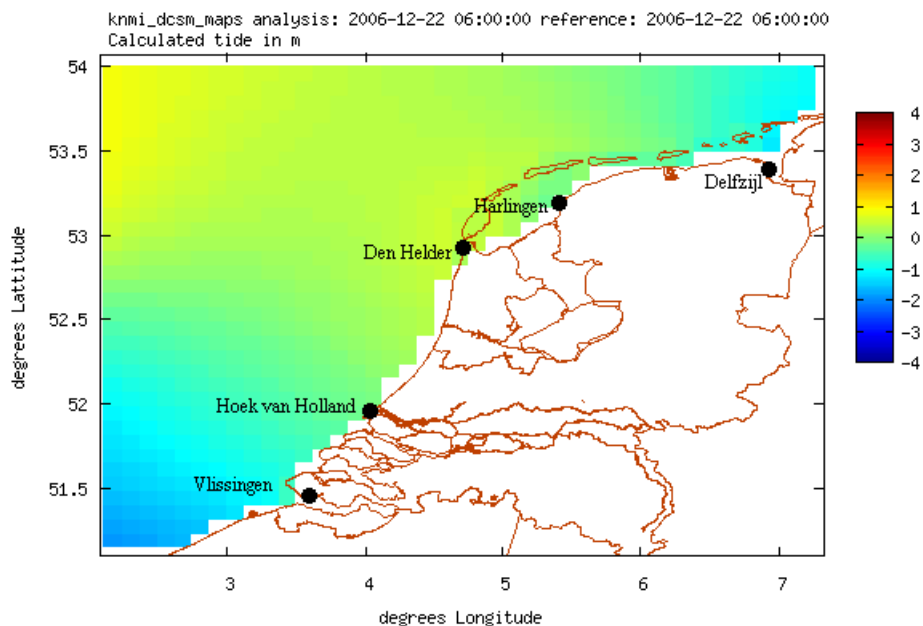 knmi_dcsm_maps analysis: 2006-12-22 06:00:00 reference: 2006-12-22 06:00:00
Calculated tide in m
54
53.5
53
52.5
52
51.5
degrees Lattitude
Delfzijl
Harlingen
Den Helder
Hoek van Holland
Vlissingen
3 4 5 6 7
degrees Longitude
4
3
2
1
0
-1
-2
-3
-4